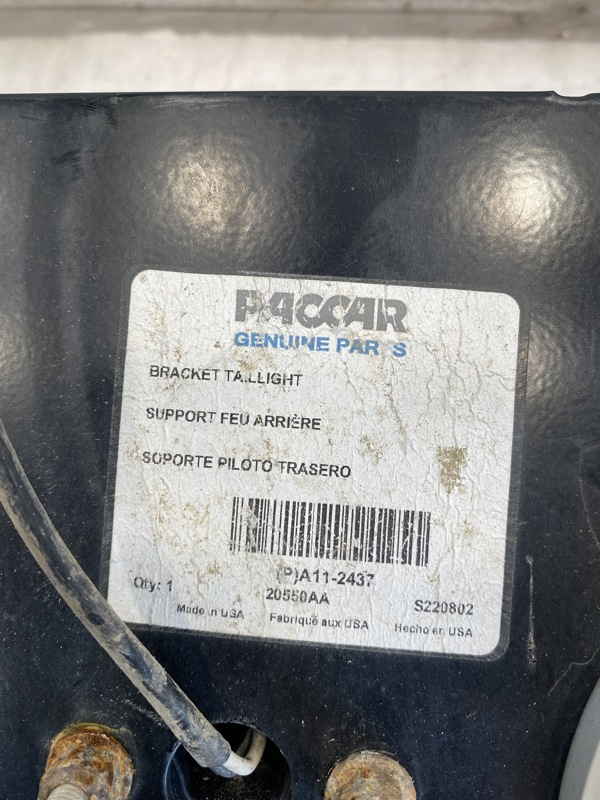 PACCAR
GENUINE PARTS
BRACKET TAILLIGHT
SUPPORT FEU ARRIÈRE
SOPORTE PILOTO TRASERO
(P)A11-2437
Qty: 1 20550AA S220802
Made in USA Fabriqué aux USA Hecho en USA